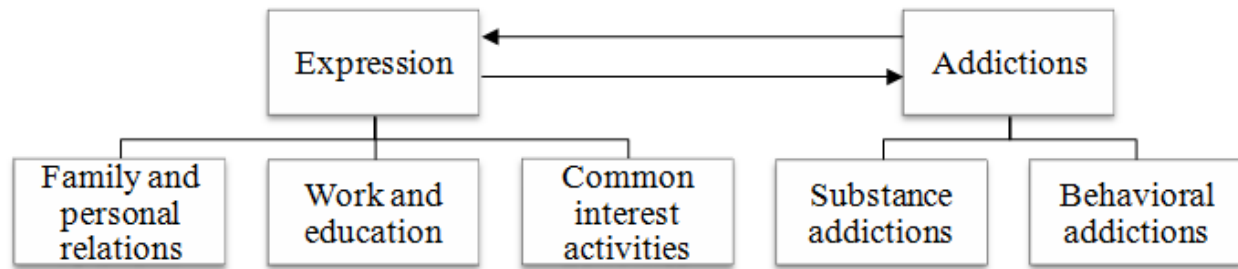 Expression
Addictions
Family and
personal
relations
Work and
education
Common
interest
activities
Substance
addictions
Behavioral
addictions